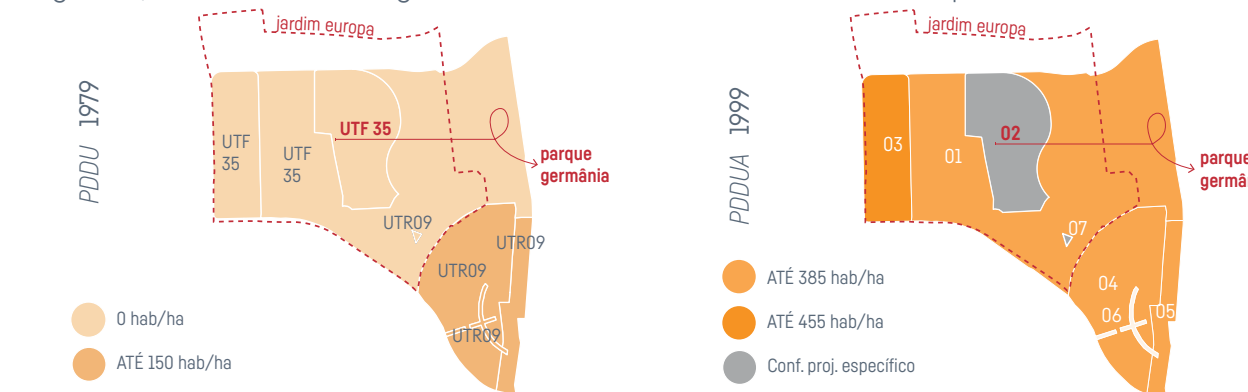 jardim europa
PDDU 1979
UTF
35
UTF
35
UTF 35
parque
germânia
UTR09
UTR09
UTR09
UTR09
0 hab/ha
ATÉ 150 hab/ha
jardim europa
PDDUA 1999
03
01
02
07
04
06
05
ATÉ 385 hab/ha
ATÉ 455 hab/ha
Conf. proj. específico